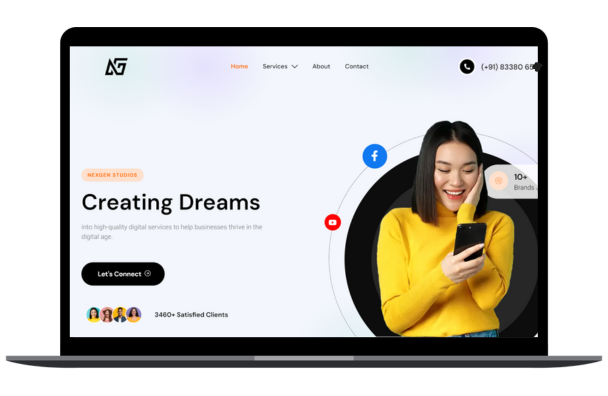 NG
Home Services About Contact (+91) 83380 65
NEXGEN STUDIOS
Creating Dreams
into high-quality digital services to help businesses thrive in the
digital age.
Let's Connect
3460+ Satisfied Clients
10+
Brands